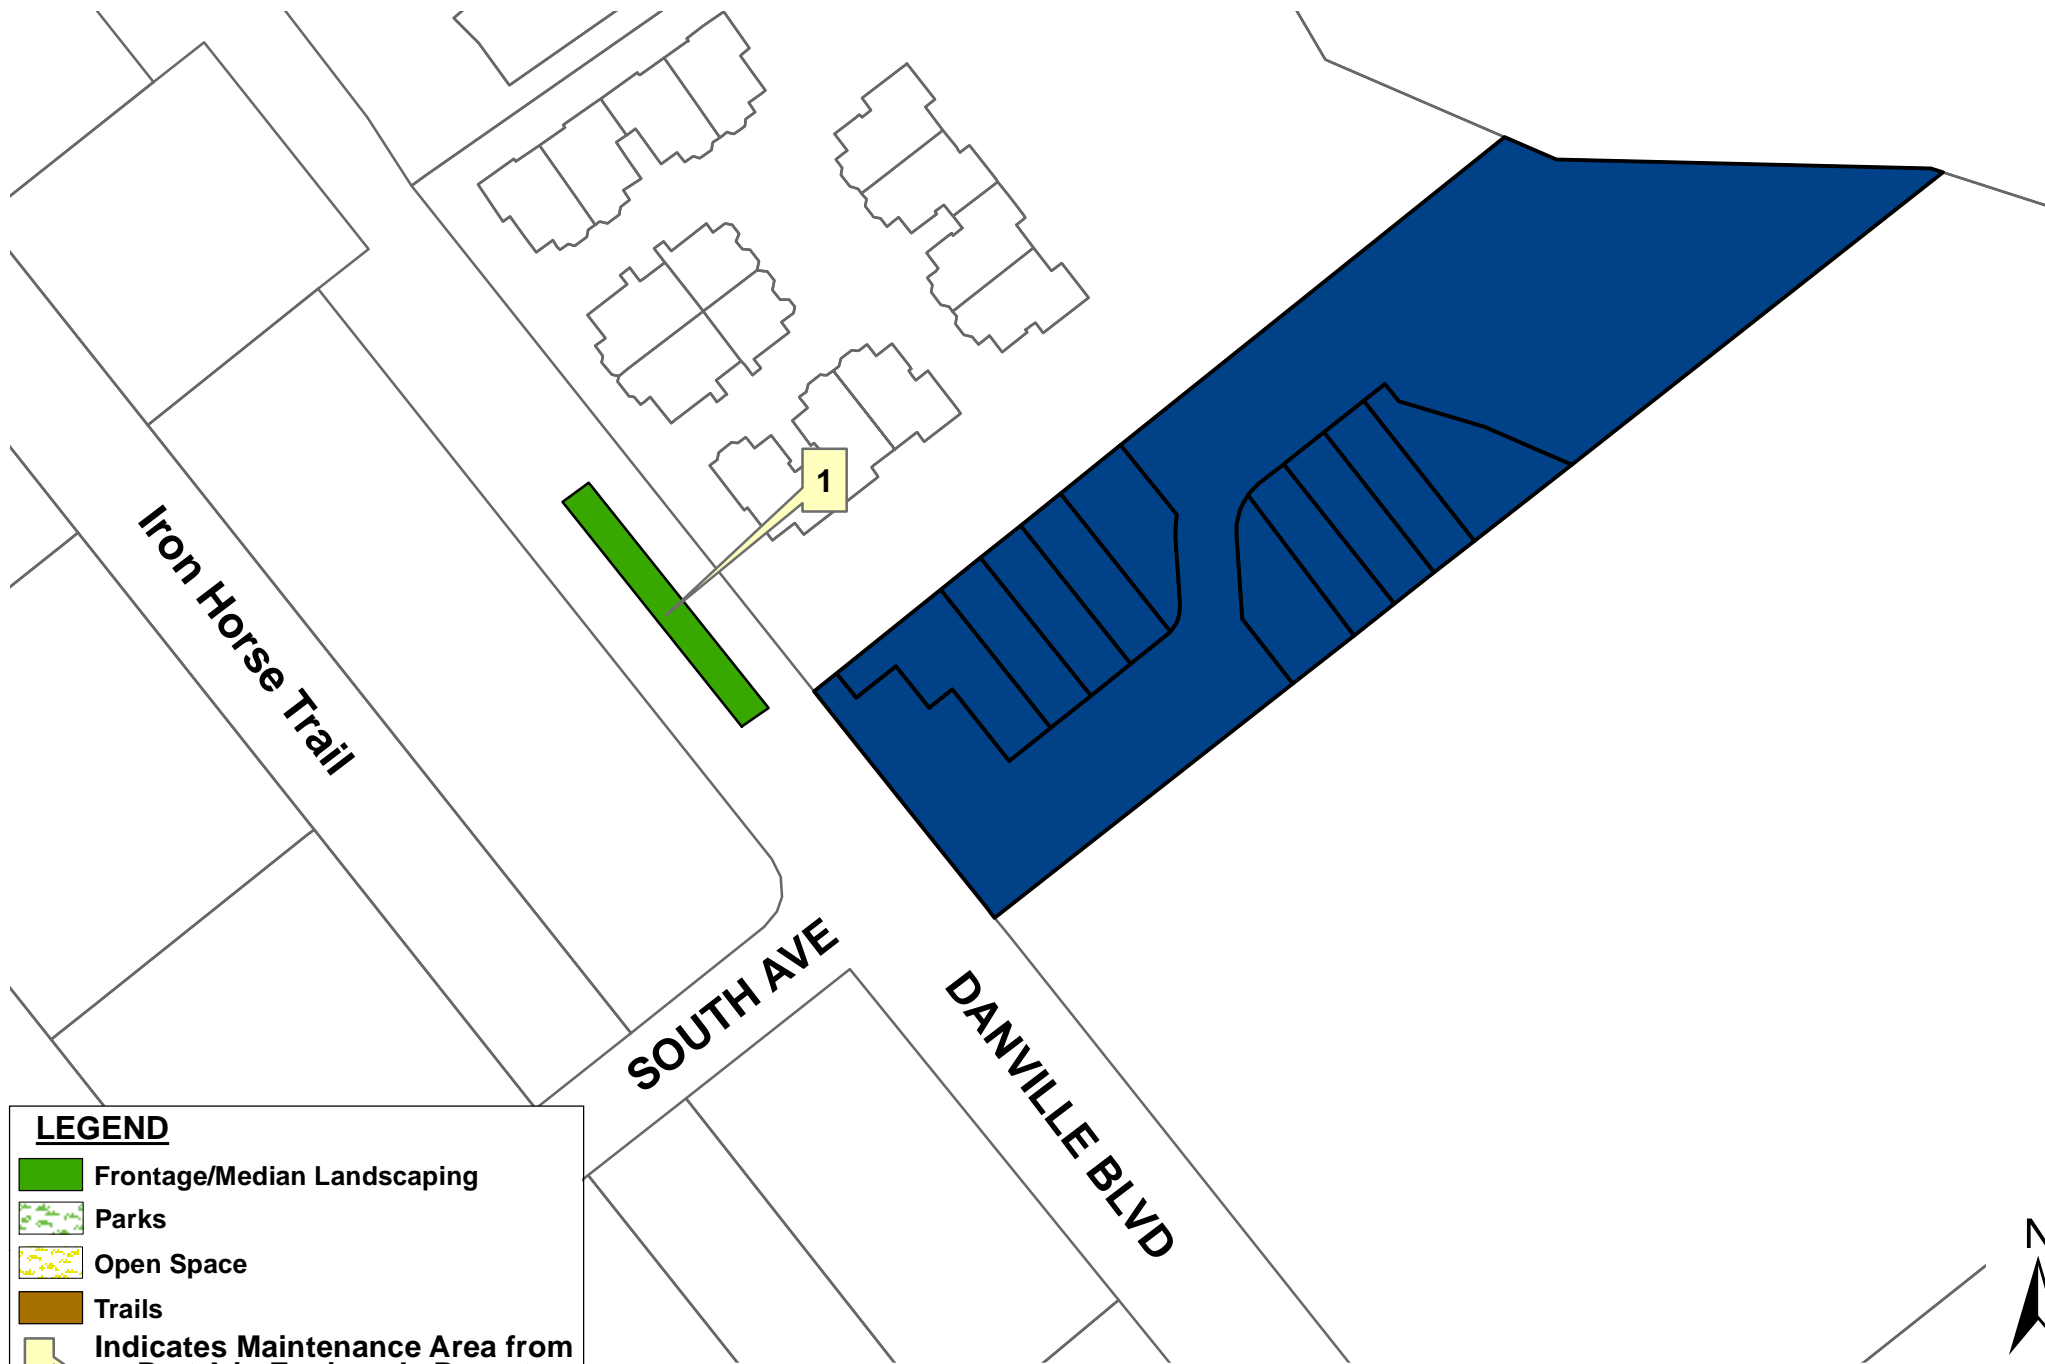 1
Iron Horse Trail
SOUTH AVE
DANVILLE BLVD
LEGEND
Frontage/Median Landscaping
Parks
Open Space
Trails
Indicates Maintenance Area from
N